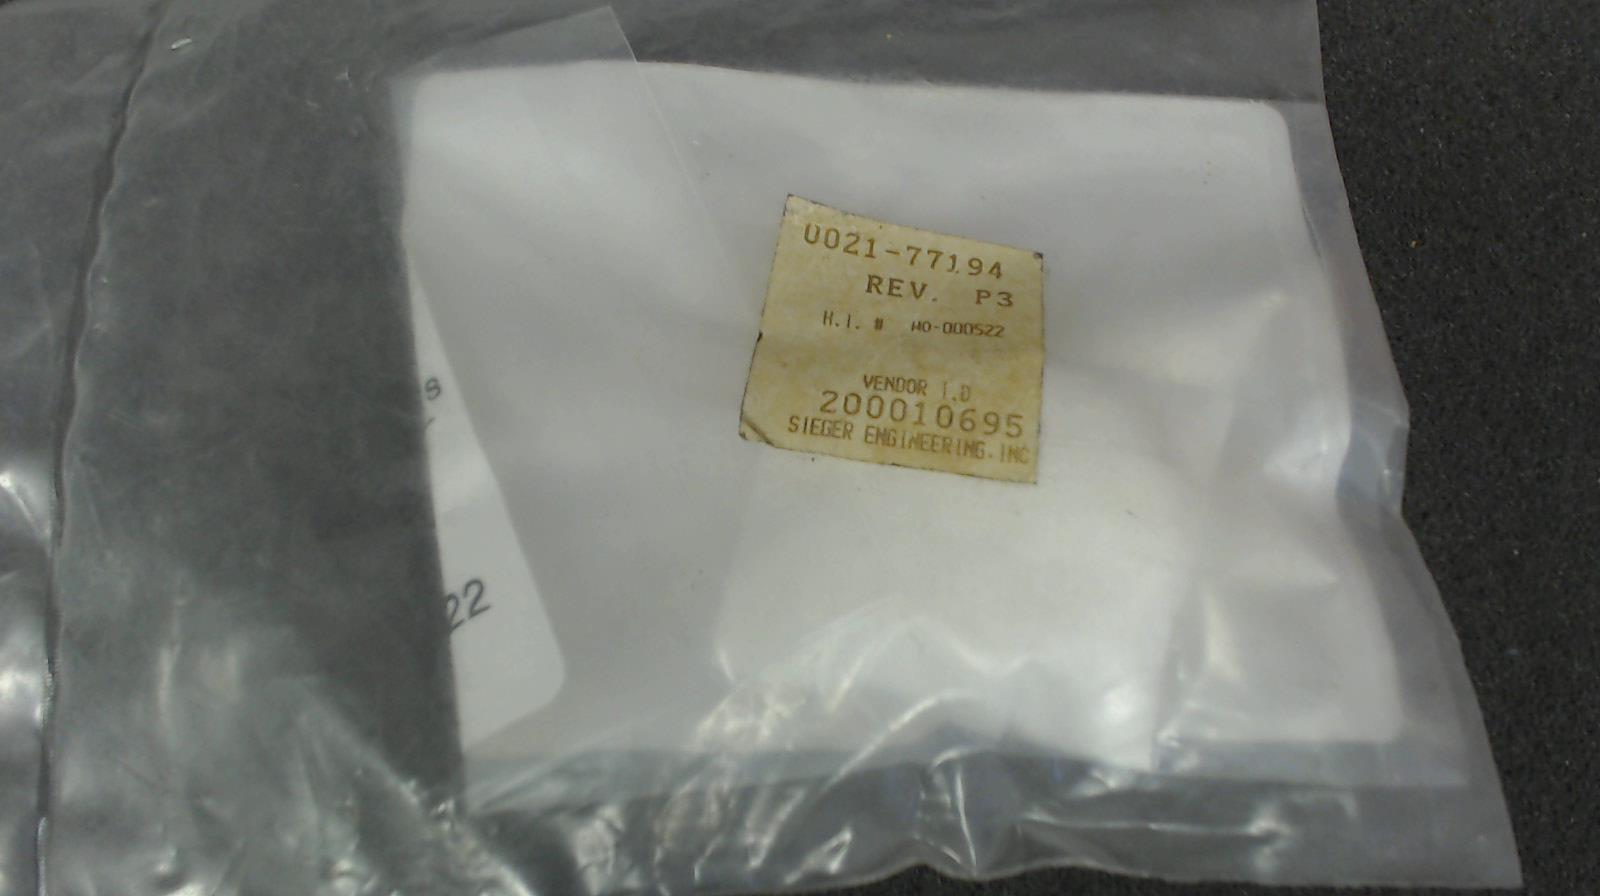 0021-77194
REV. P3
H.I. # WO-000522
VENDOR I.D
200010695
SIEGER ENGINEERING. INC
22